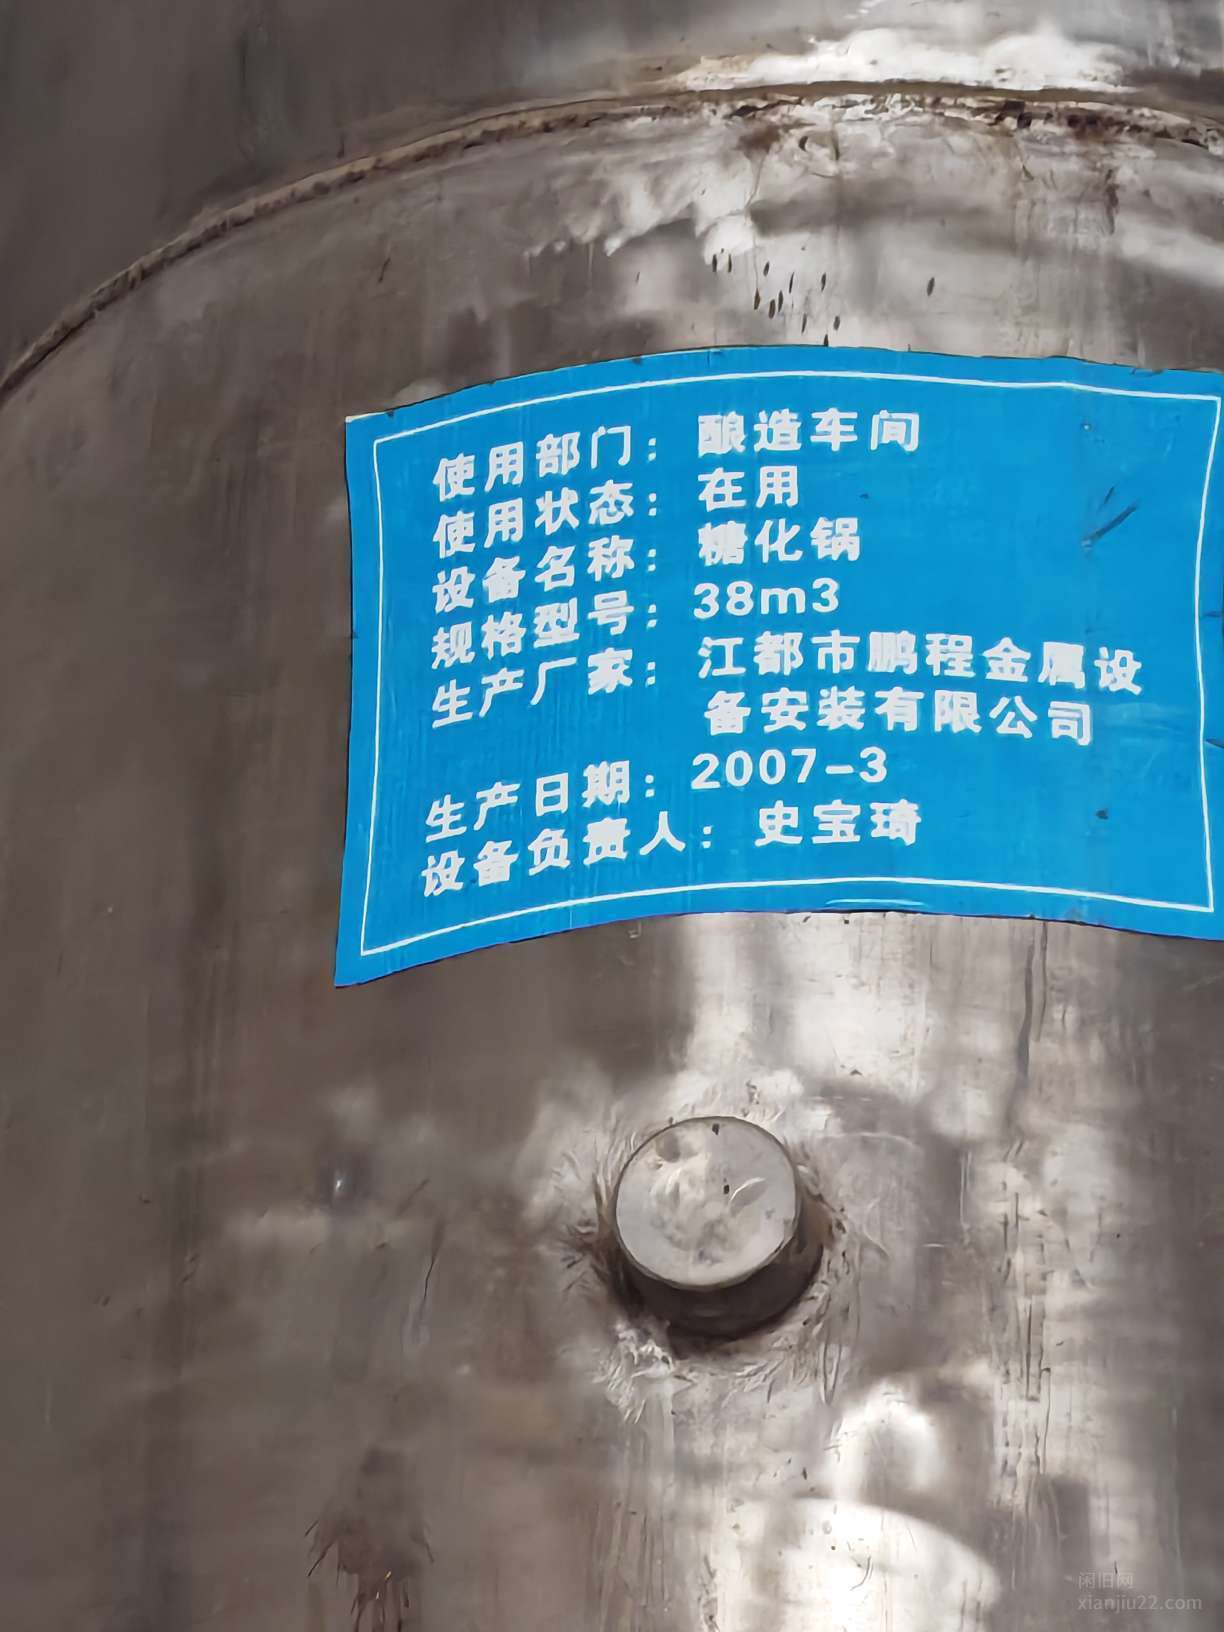 使用部门：酿造车间
使用状态：在用
设备名称：糖化锅
规格型号：38m3
生产厂家：江都市鹏程金属设
备安装有限公司
生产日期：2007-3
设备负责人：史宝琦
闲旧网
xianjiu22.com